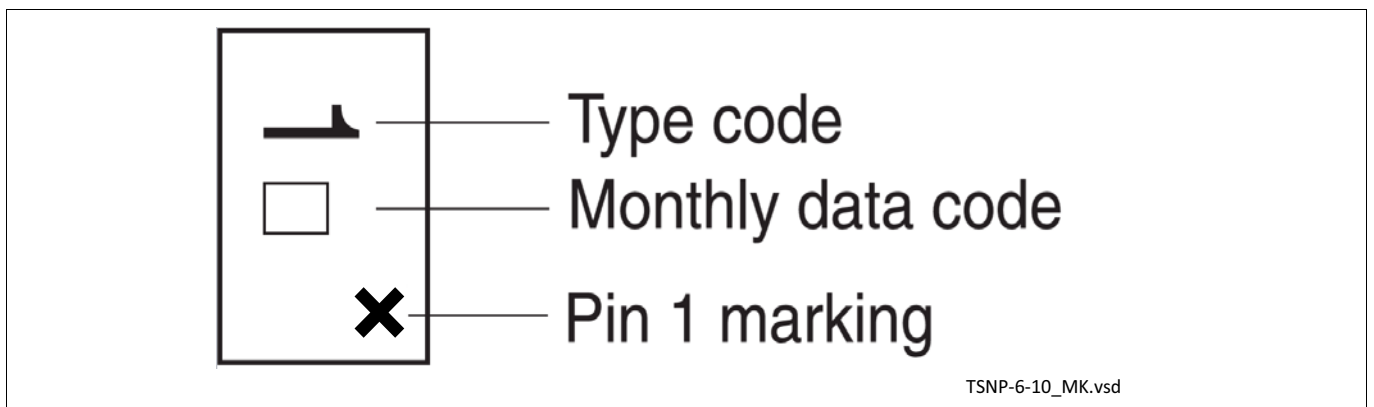 Type code
Monthly data code
Pin 1 marking
TSNP-6-10_MK.vsd